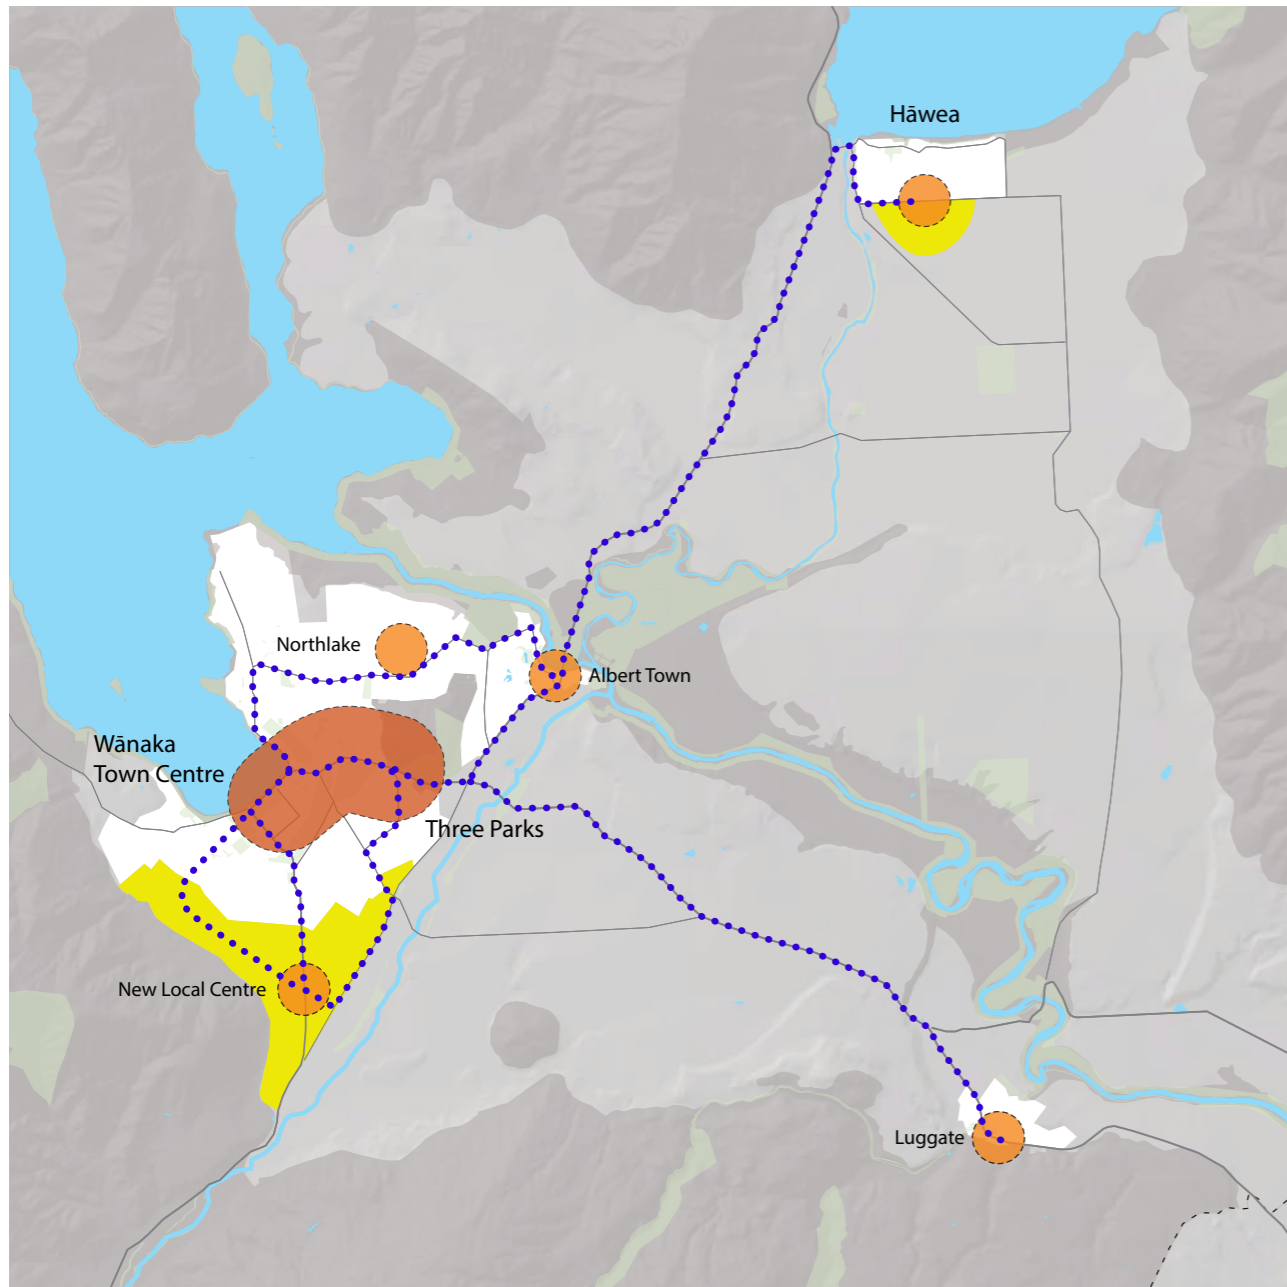 Hāwea
Northlake
Albert Town
Wānaka
Town Centre
Three Parks
New Local Centre
Luggate